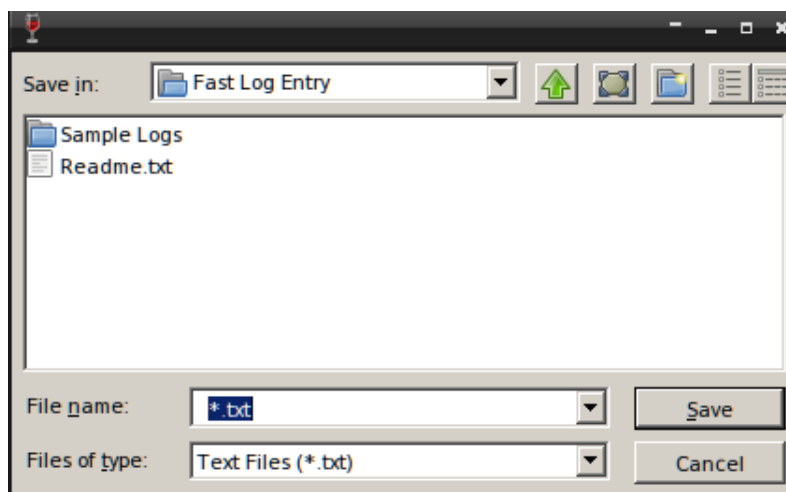 Save in: Fast Log Entry
Sample Logs
Readme.txt
File name: *.txt Save
Files of type: Text Files (*.txt) Cancel